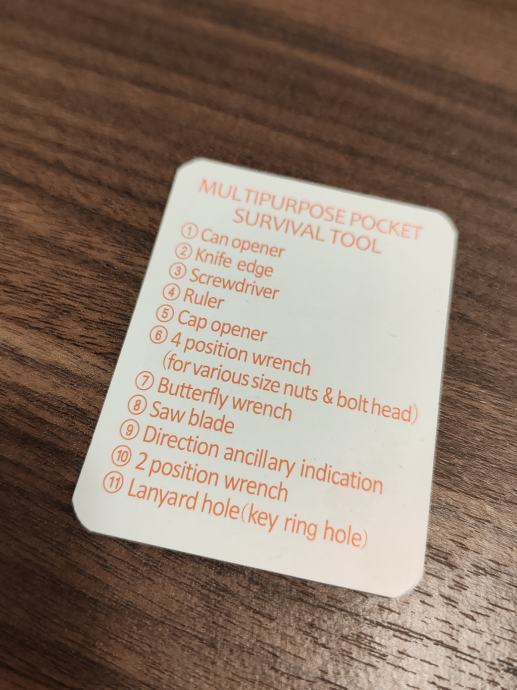 MULTIPURPOSE POCKET
SURVIVAL TOOL
① Can opener
② Knife edge
③ Screwdriver
④ Ruler
⑤ Cap opener
⑥ 4 position wrench
(for various size nuts & bolt head)
⑦ Butterfly wrench
⑧ Saw blade
⑨ Direction ancillary indication
⑩ 2 position wrench
⑪ Lanyard hole(key ring hole)